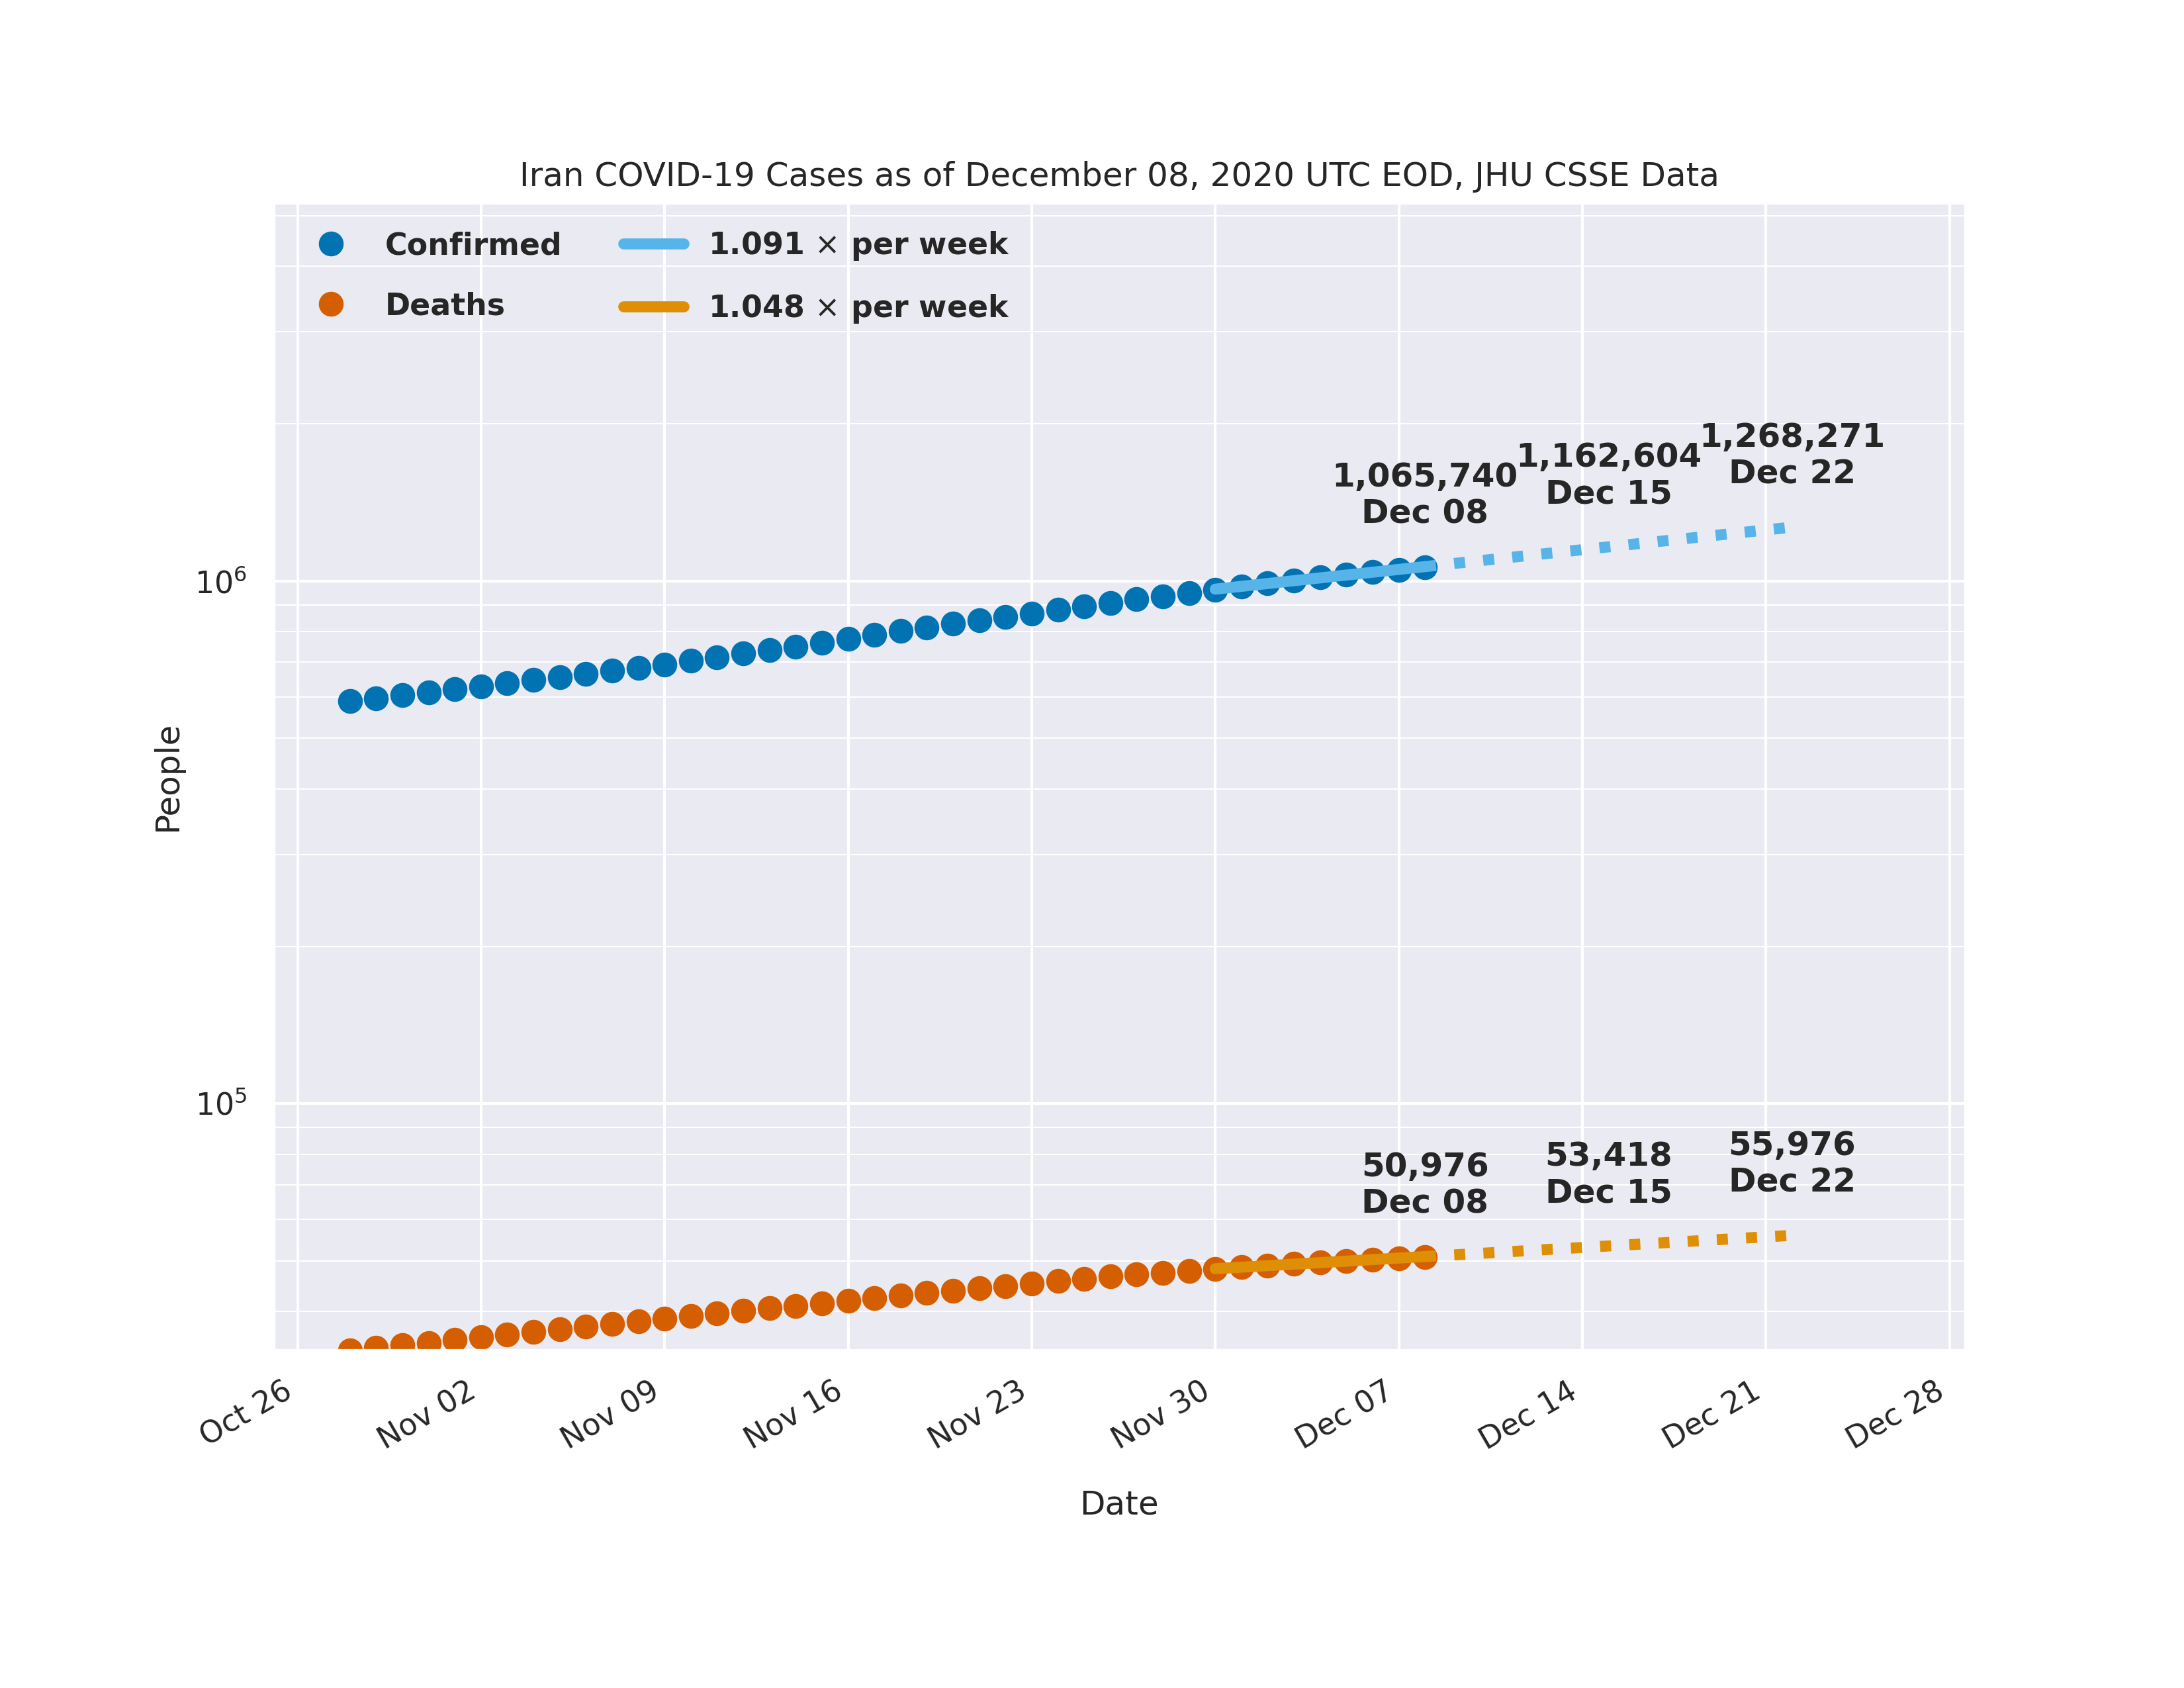 Iran COVID-19 Cases as of December 08, 2020 UTC EOD, JHU CSSE Data
Confirmed
Deaths
1.091 × per week
1.048 × per week
1,065,740
Dec 08
1,162,604
Dec 15
1,268,271
Dec 22
50,976
Dec 08
53,418
Dec 15
55,976
Dec 22
People
10⁶
10⁵
Oct 26
Nov 02
Nov 09
Nov 16
Nov 23
Nov 30
Dec 07
Dec 14
Dec 21
Dec 28
Date